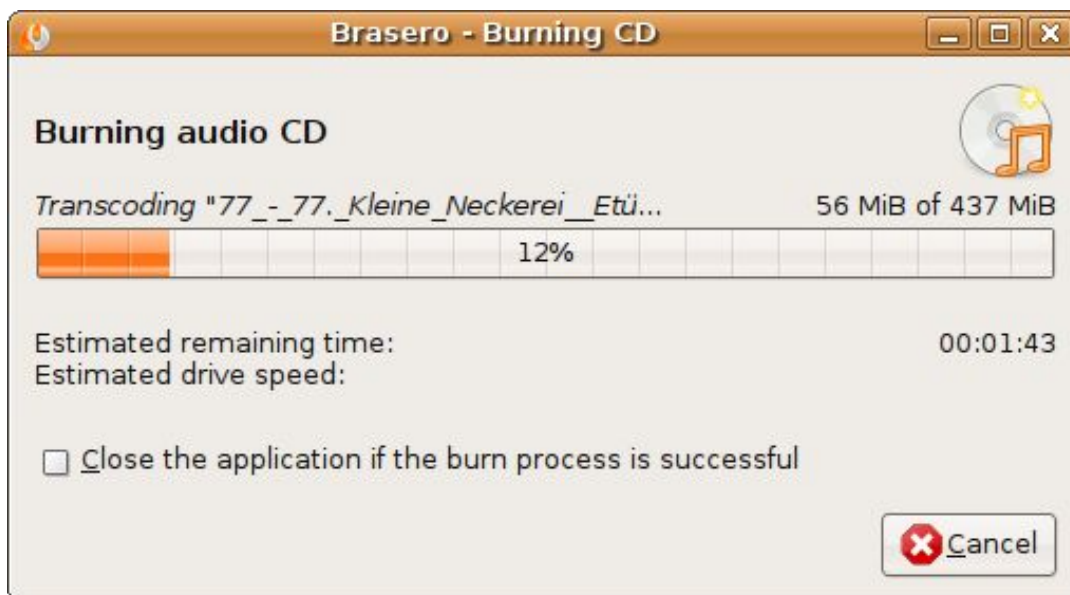 Brasero - Burning CD
Burning audio CD
Transcoding "77_-_77._Kleine_Neckerei__Etü... 56 MiB of 437 MiB
12%
Estimated remaining time: 00:01:43
Estimated drive speed:
Close the application if the burn process is successful
Cancel